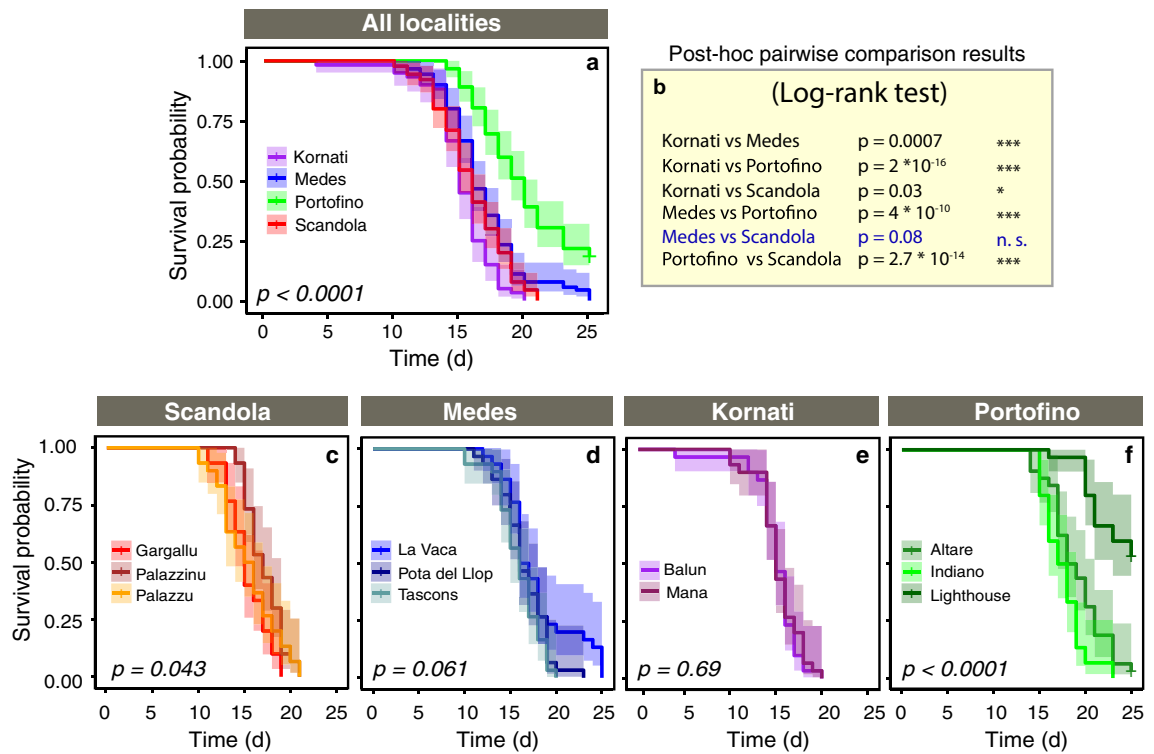 All localities
a
Survival probability
1.00
0.75
0.50
0.25
0.00
Kornati
Medes
Portofino
Scandola
p < 0.0001
0 5 10 15 20 25
Time (d)
Post-hoc pairwise comparison results
b
(Log-rank test)
Kornati vs Medes p = 0.0007 ***
Kornati vs Portofino p = 2 *10-16 ***
Kornati vs Scandola p = 0.03 *
Medes vs Portofino p = 4 * 10-10 ***
Medes vs Scandola p = 0.08 n. s.
Portofino vs Scandola p = 2.7 * 10-14 ***
Scandola
c
Survival probability
1.00
0.75
0.50
0.25
0.00
Gargallu
Palazzinu
Palazzu
p = 0.043
0 5 10 15 20 25
Time (d)
Medes
d
La Vaca
Pota del Llop
Tascons
p = 0.061
0 5 10 15 20 25
Time (d)
Kornati
e
Balun
Mana
p = 0.69
0 5 10 15 20 25
Time (d)
Portofino
f
Altare
Indiano
Lighthouse
p < 0.0001
0 5 10 15 20 25
Time (d)